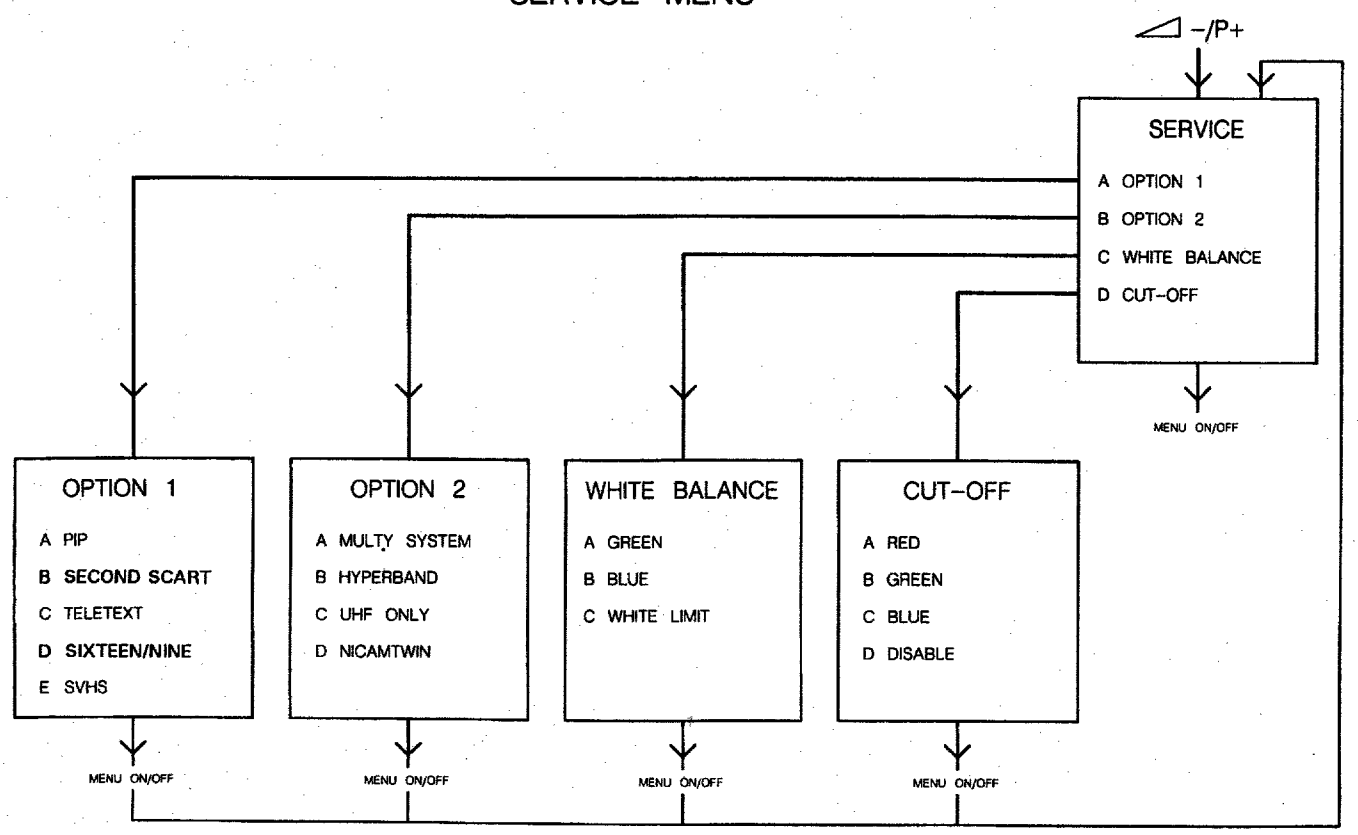 SERVICE MENU
-/P+
SERVICE
A OPTION 1
B OPTION 2
C WHITE BALANCE
D CUT-OFF
MENU ON/OFF
OPTION 1
A PIP
B SECOND SCART
C TELETEXT
D SIXTEEN/NINE
E SVHS
MENU ON/OFF
OPTION 2
A MULTY SYSTEM
B HYPERBAND
C UHF ONLY
D NICAMTWIN
MENU ON/OFF
WHITE BALANCE
A GREEN
B BLUE
C WHITE LIMIT
MENU ON/OFF
CUT-OFF
A RED
B GREEN
C BLUE
D DISABLE
MENU ON/OFF